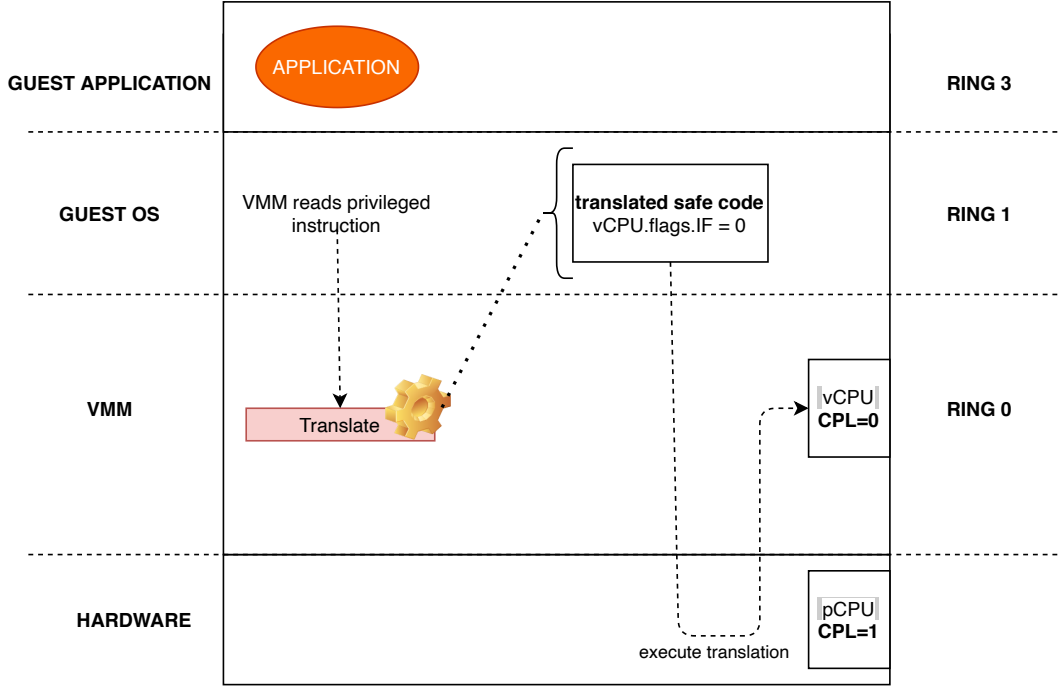 APPLICATION
GUEST APPLICATION
RING 3
VMM reads privileged
instruction
translated safe code
vCPU.flags.IF = 0
GUEST OS
RING 1
vCPU
CPL=0
VMM
Translate
RING 0
pCPU
CPL=1
HARDWARE
execute translation